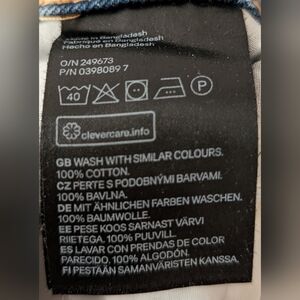 Made in Bangladesh
Fabriqué en Bangladesh
Hecho en Bangladesh
O/N 249673
P/N 0398089 7
40
P
clevercare.info
GB WASH WITH SIMILAR COLOURS.
100% COTTON.
CZ PERTE S PODOBNÝMI BARVAMI.
100% BAVLNA.
DE MIT ÄHNLICHEN FARBEN WASCHEN.
100% BAUMWOLLE.
EE PESE KOOS SARNAST VÄRVI
RIIETEGA. 100% PUUVILL.
ES LAVAR CON PRENDAS DE COLOR
PARECIDO. 100% ALGODÓN.
FI PESTÄÄN SAMANVÄRISTEN KANSSA.